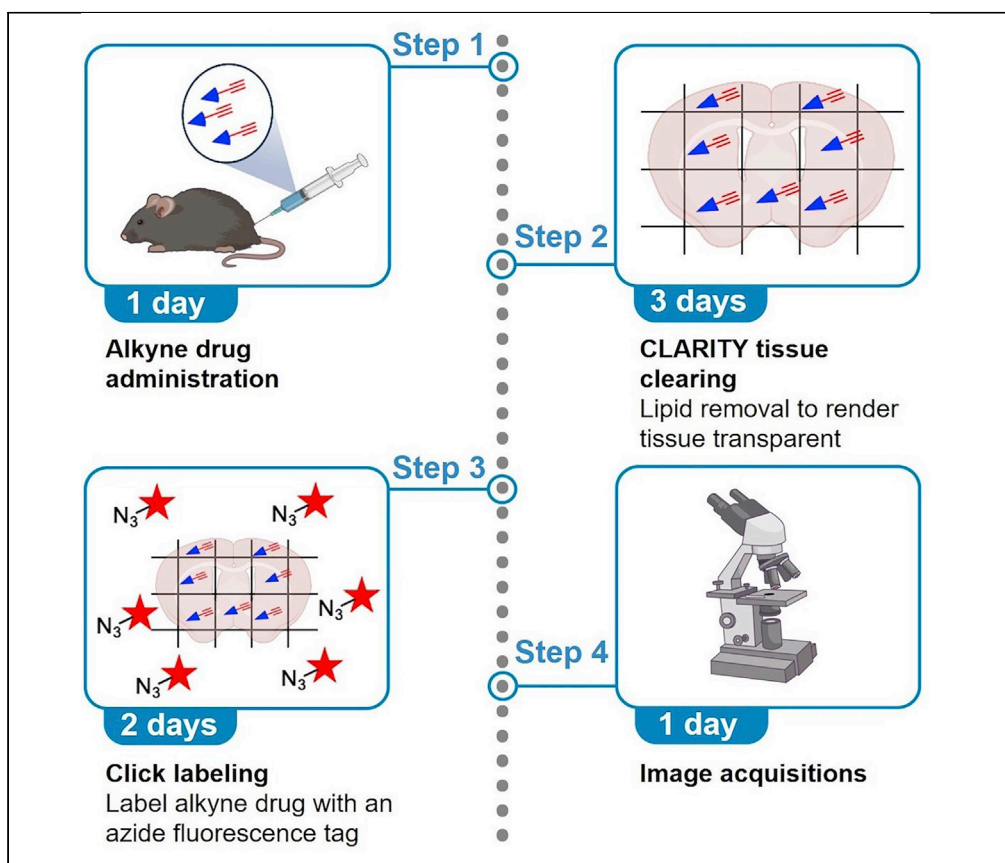 Step 1
1 day
Alkyne drug
administration
Step 2
3 days
CLARITY tissue
clearing
Lipid removal to render
tissue transparent
Step 3
N3
N3
N3
N3
N3
N3
2 days
Click labeling
Label alkyne drug with an
azide fluorescence tag
Step 4
1 day
Image acquisitions